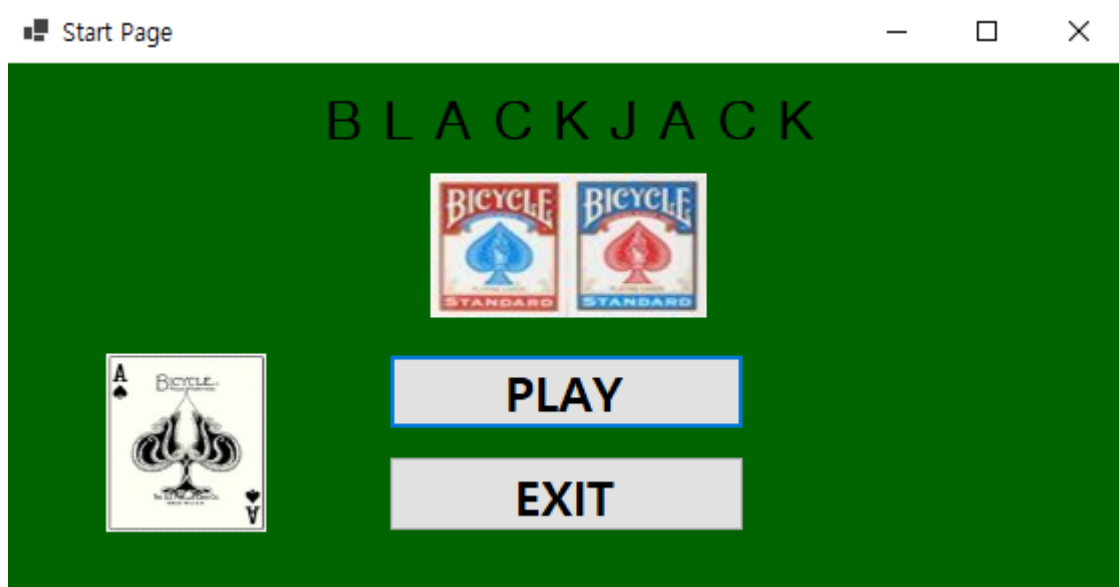 Start Page
B L A C K J A C K
BICYCLE BICYCLE
STANDARD STANDARD
A
BICYCLE
PLAY
A
EXIT